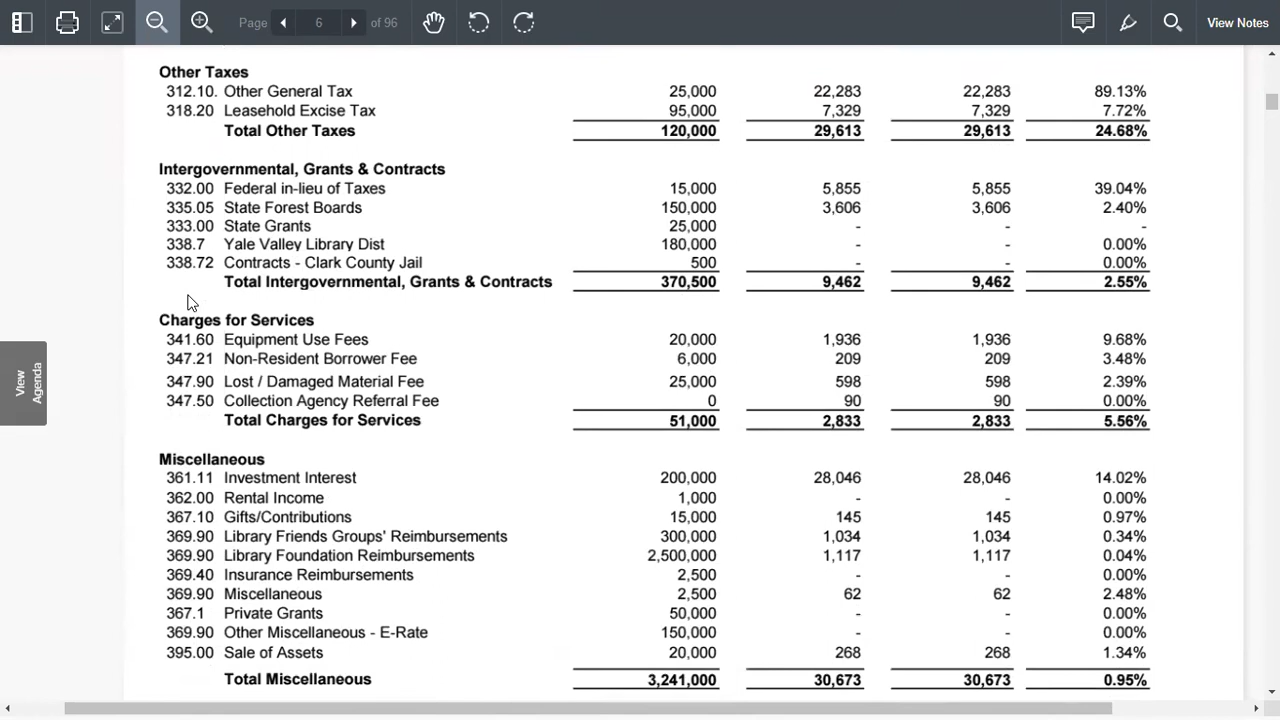 Page 6 of 96 View Notes
Other Taxes
312.10. Other General Tax 25,000 22,283 22,283 89.13%
318.20 Leasehold Excise Tax 95,000 7,329 7,329 7.72%
Total Other Taxes 120,000 29,613 29,613 24.68%
Intergovernmental, Grants & Contracts
332.00 Federal in-lieu of Taxes 15,000 5,855 5,855 39.04%
335.05 State Forest Boards 150,000 3,606 3,606 2.40%
333.00 State Grants 25,000 - - -
338.7 Yale Valley Library Dist 180,000 - - 0.00%
338.72 Contracts - Clark County Jail 500 - - 0.00%
Total Intergovernmental, Grants & Contracts 370,500 9,462 9,462 2.55%
Charges for Services
341.60 Equipment Use Fees 20,000 1,936 1,936 9.68%
347.21 Non-Resident Borrower Fee 6,000 209 209 3.48%
View Agenda
347.90 Lost / Damaged Material Fee 25,000 598 598 2.39%
347.50 Collection Agency Referral Fee 0 90 90 0.00%
Total Charges for Services 51,000 2,833 2,833 5.56%
Miscellaneous
361.11 Investment Interest 200,000 28,046 28,046 14.02%
362.00 Rental Income 1,000 - - 0.00%
367.10 Gifts/Contributions 15,000 145 145 0.97%
369.90 Library Friends Groups' Reimbursements 300,000 1,034 1,034 0.34%
369.90 Library Foundation Reimbursements 2,500,000 1,117 1,117 0.04%
369.40 Insurance Reimbursements 2,500 - - 0.00%
369.90 Miscellaneous 2,500 62 62 2.48%
367.1 Private Grants 50,000 - - 0.00%
369.90 Other Miscellaneous - E-Rate 150,000 - - 0.00%
395.00 Sale of Assets 20,000 268 268 1.34%
Total Miscellaneous 3,241,000 30,673 30,673 0.95%